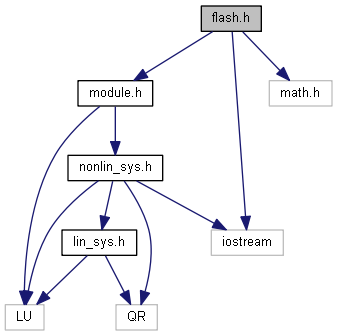 flash.h
module.h
math.h
nonlin_sys.h
lin_sys.h
iostream
LU
QR